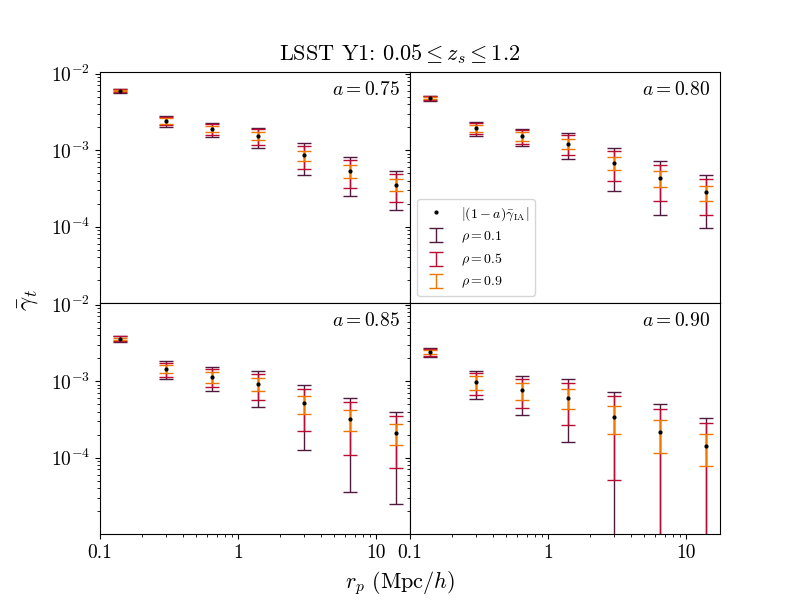 LSST Y1: 0.05 ≤ z_s ≤ 1.2
a = 0.75
a = 0.80
10^{-2}
10^{-3}
10^{-4}
|(1 − a)γ̄_{IA}|
ρ = 0.1
ρ = 0.5
ρ = 0.9
γ̄_t
a = 0.85
a = 0.90
10^{-2}
10^{-3}
10^{-4}
0.1 1 10 0.1 1 10
r_p (Mpc/h)